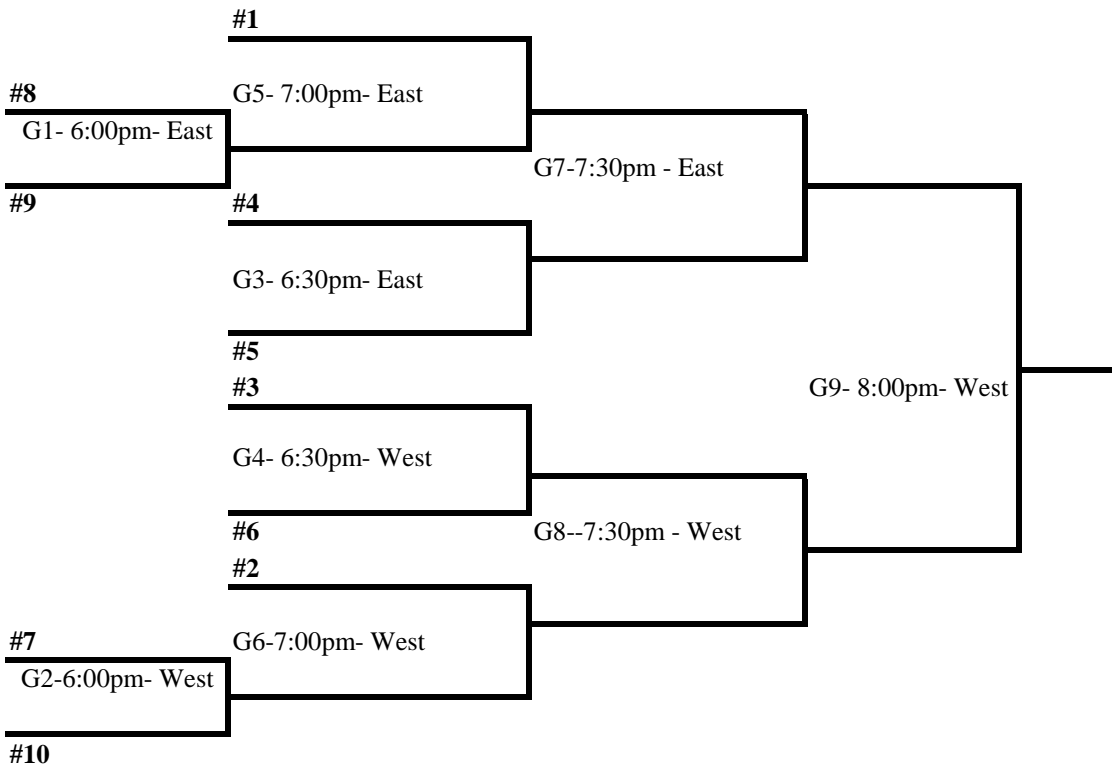 #1
#8
G5- 7:00pm- East
G1- 6:00pm- East
G7-7:30pm - East
#9
#4
G3- 6:30pm- East
#5
#3
G9- 8:00pm- West
G4- 6:30pm- West
#6
G8--7:30pm - West
#2
#7
G6-7:00pm- West
G2-6:00pm- West
#10